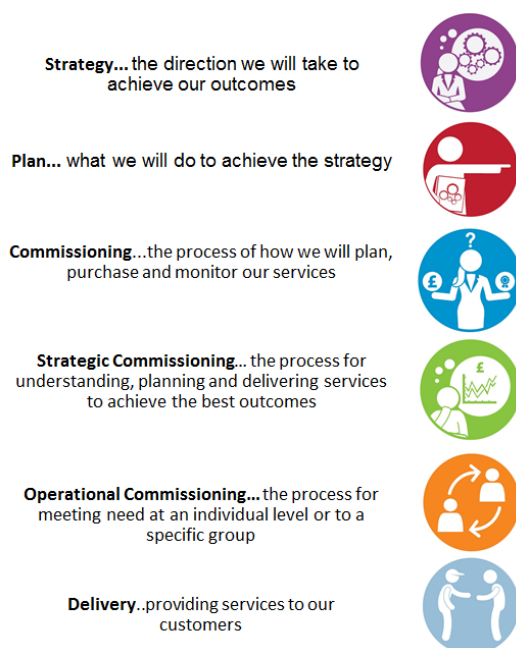 Strategy... the direction we will take to
achieve our outcomes
Plan... what we will do to achieve the strategy
Commissioning...the process of how we will plan,
purchase and monitor our services
?
£
Strategic Commissioning... the process for
understanding, planning and delivering services
to achieve the best outcomes
£
Operational Commissioning... the process for
meeting need at an individual level or to a
specific group
Delivery..providing services to our
customers